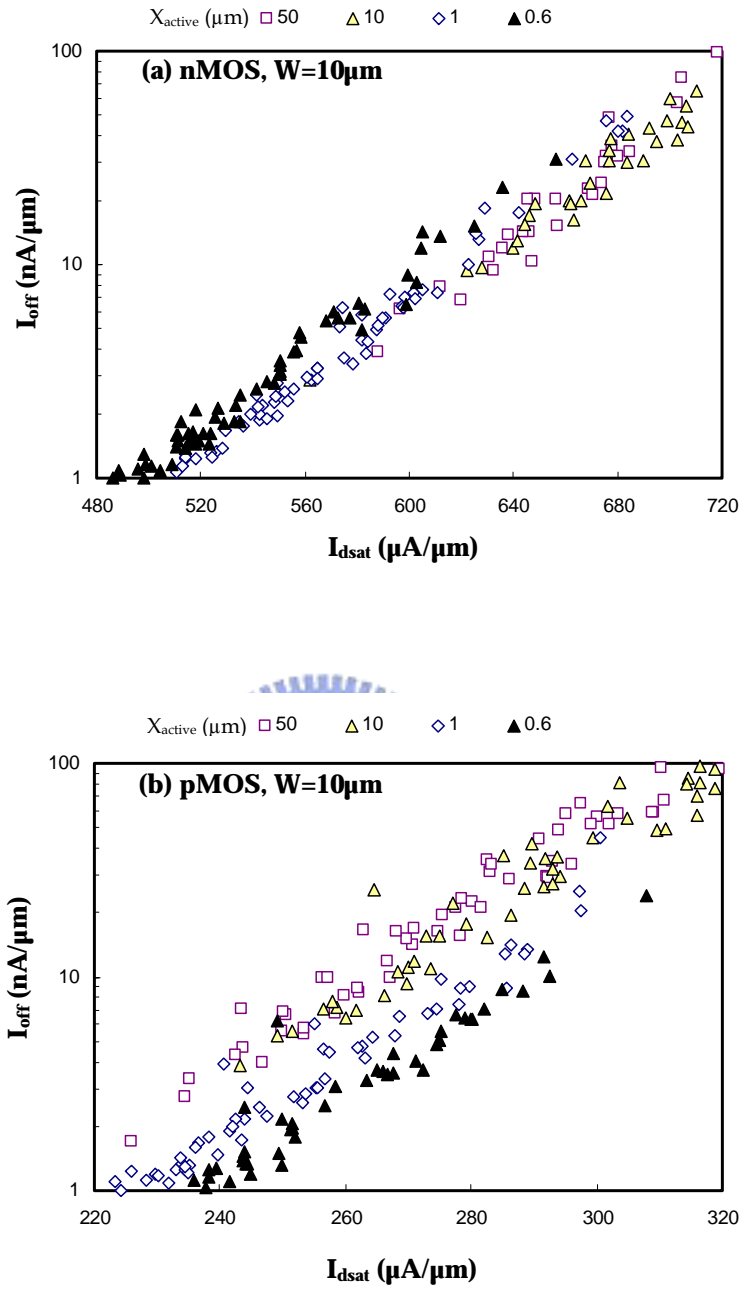 Xactive (µm) 50 10 1 0.6
100
(a) nMOS, W=10µm
10
1
Ioff (nA/µm)
480 520 560 600 640 680 720
Idsat (µA/µm)
Xactive (µm) 50 10 1 0.6
100
(b) pMOS, W=10µm
10
1
Ioff (nA/µm)
220 240 260 280 300 320
Idsat (µA/µm)